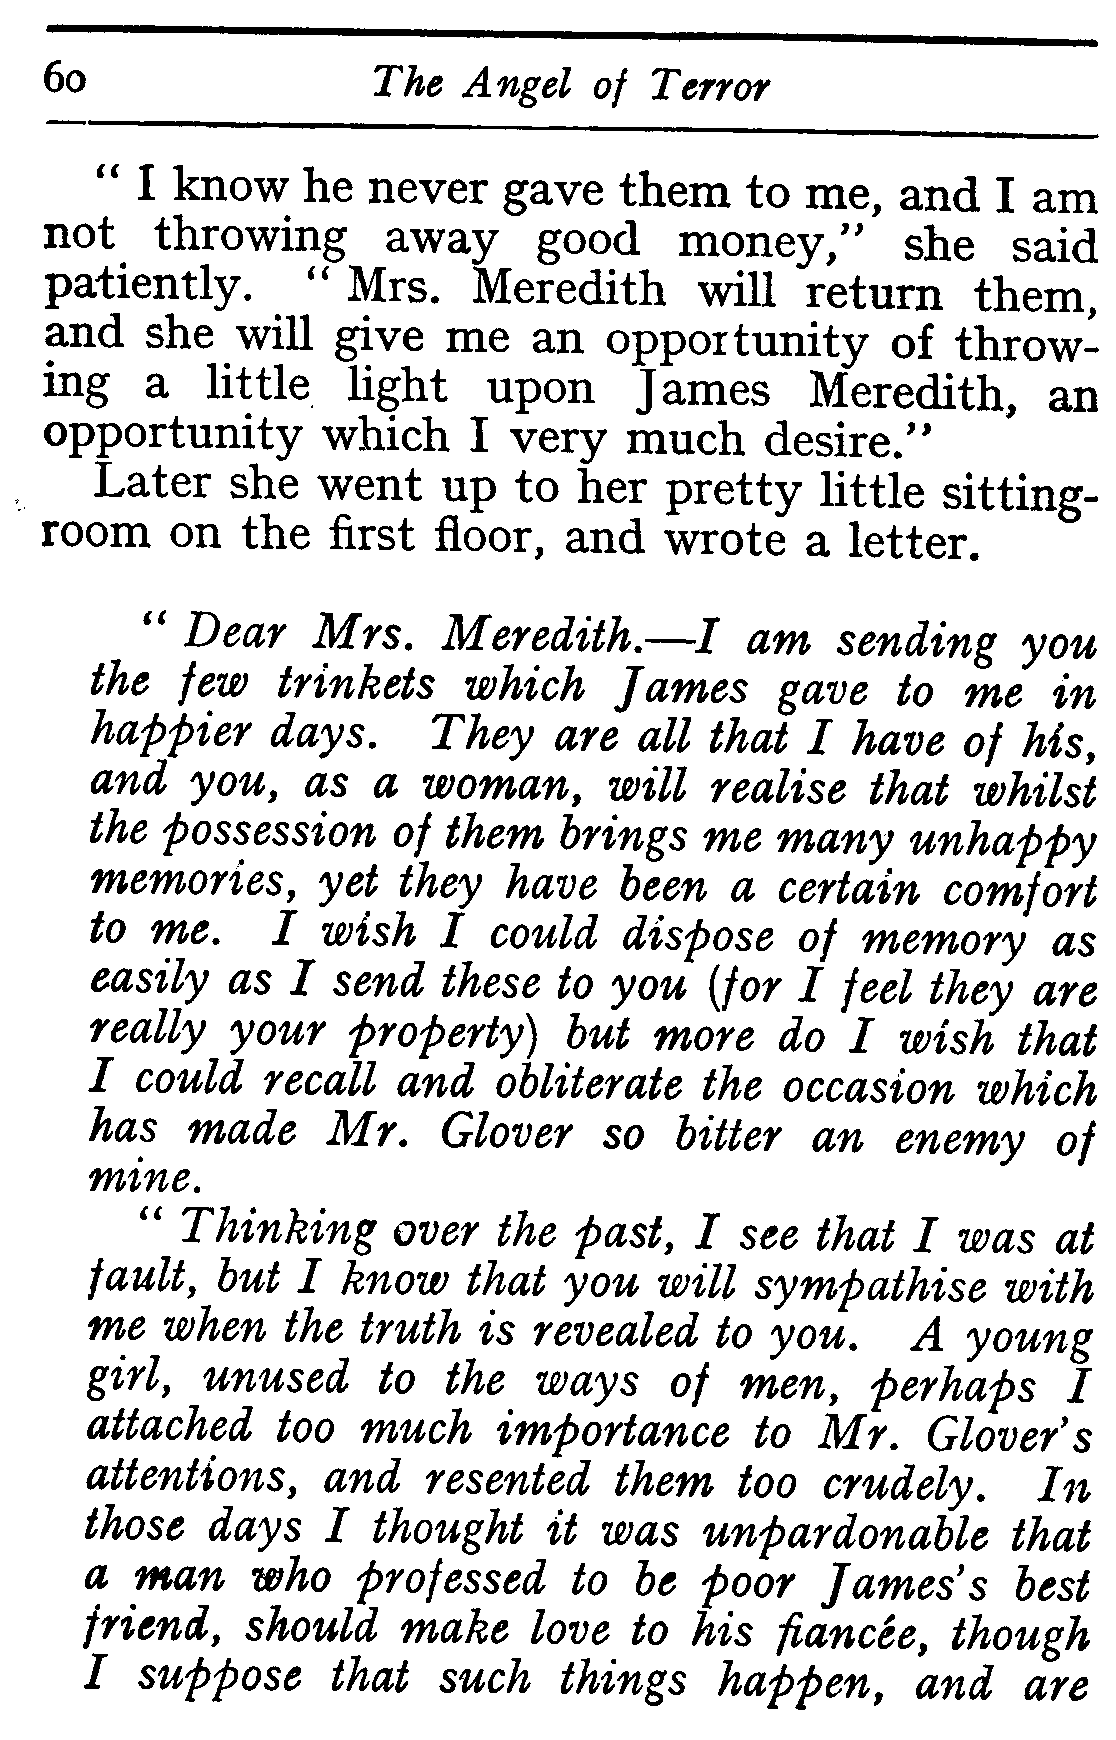 60 The Angel of Terror
“ I know he never gave them to me, and I am
not throwing away good money,” she said
patiently. “ Mrs. Meredith will return them,
and she will give me an opportunity of throw-
ing a little light upon James Meredith, an
opportunity which I very much desire.”
Later she went up to her pretty little sitting-
room on the first floor, and wrote a letter.
“ Dear Mrs. Meredith.—I am sending you
the few trinkets which James gave to me in
happier days. They are all that I have of his,
and you, as a woman, will realise that whilst
the possession of them brings me many unhappy
memories, yet they have been a certain comfort
to me. I wish I could dispose of memory as
easily as I send these to you (for I feel they are
really your property) but more do I wish that
I could recall and obliterate the occasion which
has made Mr. Glover so bitter an enemy of
mine.
“ Thinking over the past, I see that I was at
fault, but I know that you will sympathise with
me when the truth is revealed to you. A young
girl, unused to the ways of men, perhaps I
attached too much importance to Mr. Glover's
attentions, and resented them too crudely. In
those days I thought it was unpardonable that
a man who professed to be poor James's best
friend, should make love to his fiancée, though
I suppose that such things happen, and are